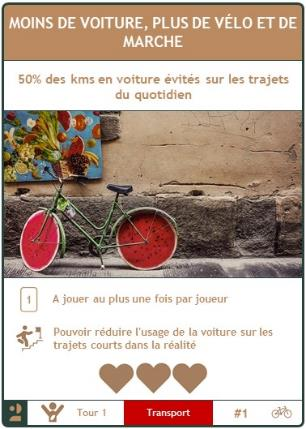 MOINS DE VOITURE, PLUS DE VÉLO ET DE
MARCHE
50% des kms en voiture évités sur les trajets
du quotidien
1
A jouer au plus une fois par joueur
Pouvoir réduire l'usage de la voiture sur les
trajets courts dans la réalité
2
Tour 1
Transport
#1